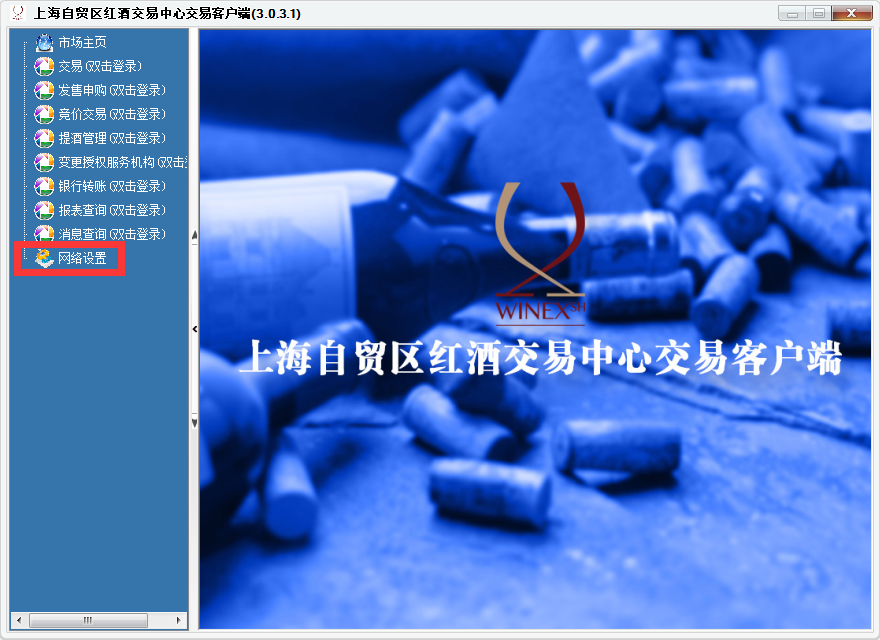 上海自贸区红酒交易中心交易客户端(3.0.3.1)
市场主页
交易(双击登录)
发售申购(双击登录)
竞价交易(双击登录)
提酒管理(双击登录)
变更授权服务机构(双击
银行转账(双击登录)
报表查询(双击登录)
消息查询(双击登录)
网络设置
WINEXSH
上海自贸区红酒交易中心交易客户端